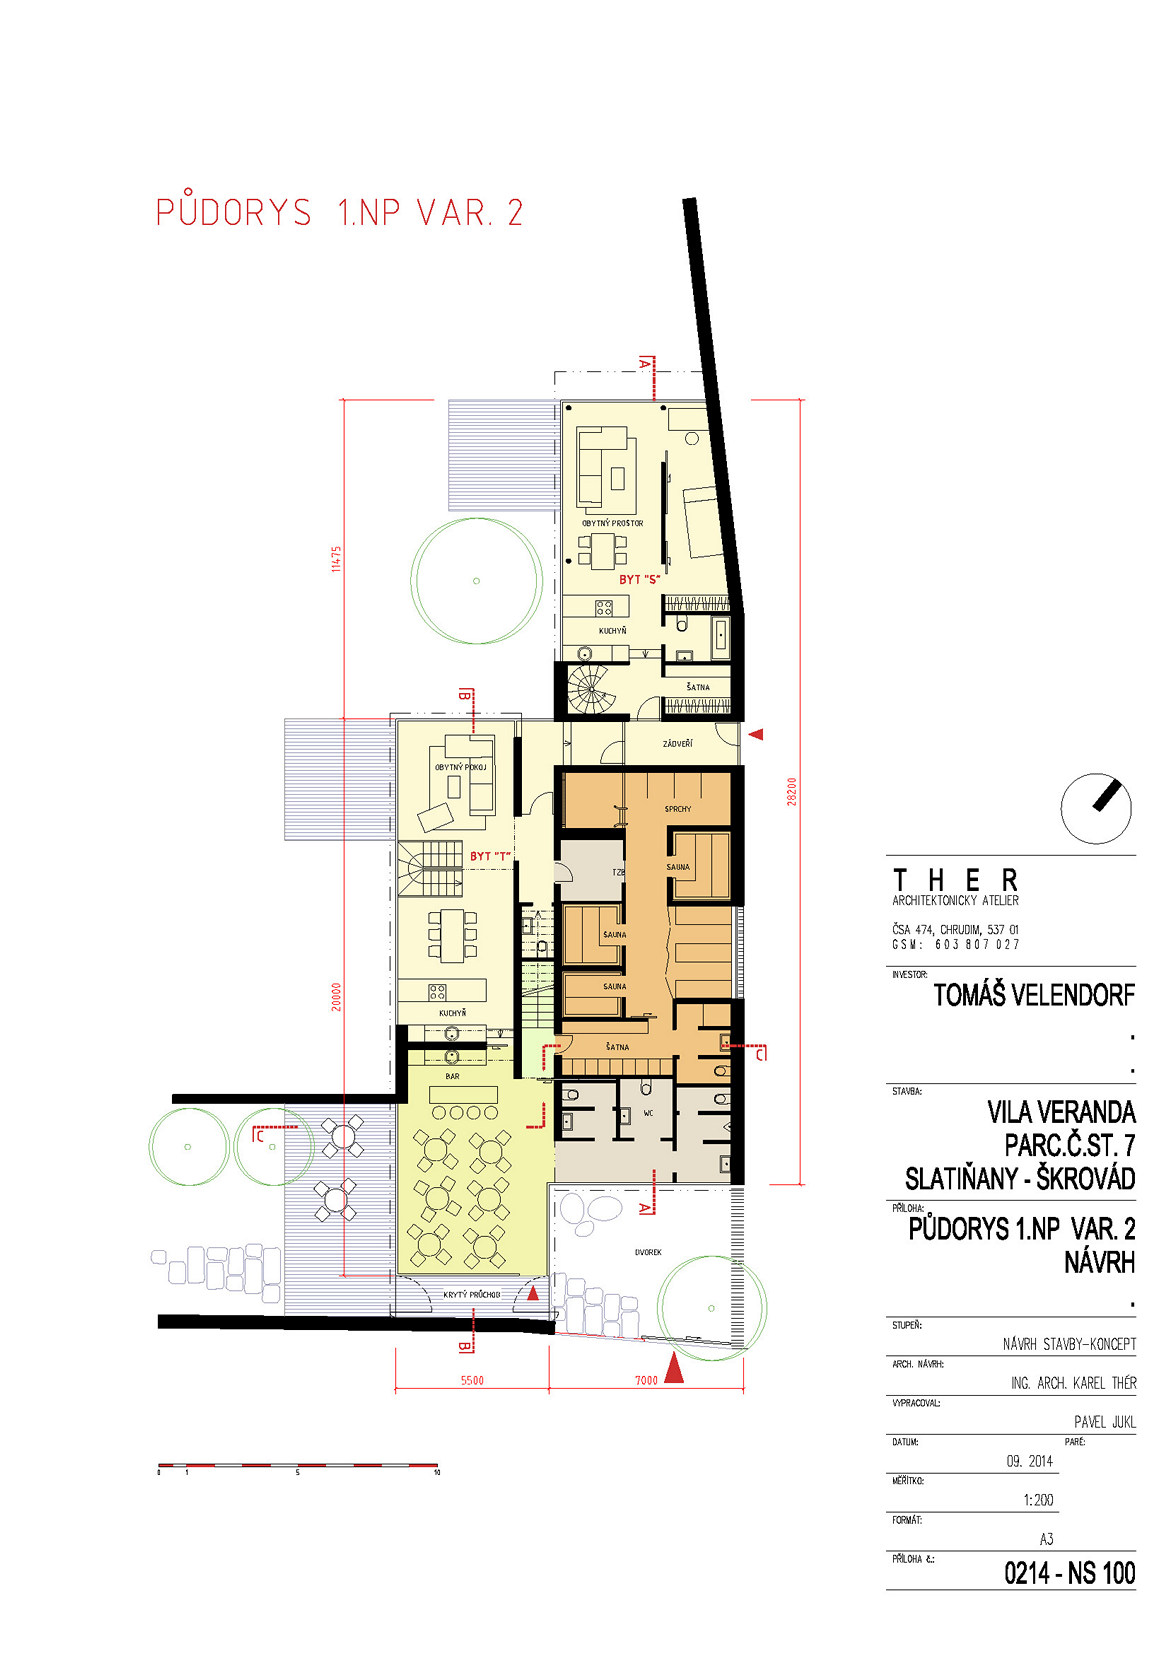 PŮDORYS 1.NP VAR. 2
A
11475
OBYTNÝ PROSTOR
BYT "S"
KUCHYŇ
ŠATNA
B
ZÁDVEŘÍ
OBYTNÝ POKOJ
28200
SPRCHY
BYT "T"
SAUNA
TZB
SAUNA
SAUNA
20000
KUCHYŇ
ŠATNA
C
BAR
WC
C
A
DVOREK
KRYTÝ PRŮCHOD
B
5500
7000
0 1 5 10
T H E R
ARCHITEKTONICKÝ ATELIER
ČSA 474, CHRUDIM, 537 01
GSM: 603 807 027
INVESTOR:
TOMÁŠ VELENDORF
.
.
STAVBA:
VILA VERANDA
PARC.Č.ST. 7
SLATIŇANY - ŠKROVÁD
PŘÍLOHA:
PŮDORYS 1.NP VAR. 2
NÁVRH
.
STUPEŇ:
NÁVRH STAVBY-KONCEPT
ARCH. NÁVRH:
ING. ARCH. KAREL THÉR
VYPRACOVAL:
PAVEL JUKL
DATUM:
PARÉ:
09. 2014
MĚŘÍTKO:
1:200
FORMÁT:
A3
PŘÍLOHA č.:
0214 - NS 100